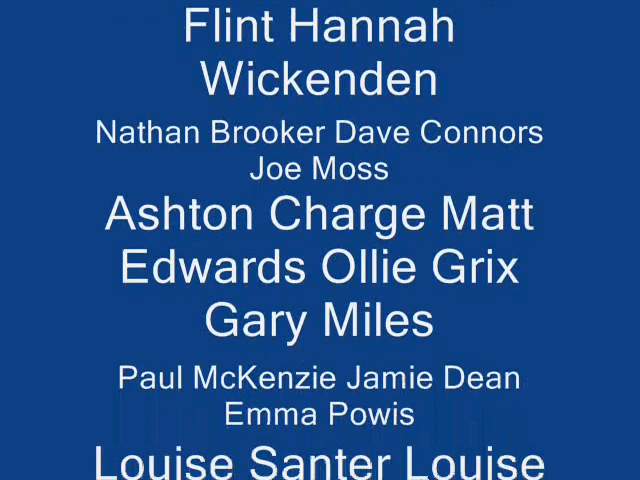 Flint Hannah
Wickenden
Nathan Brooker Dave Connors
Joe Moss
Ashton Charge Matt
Edwards Ollie Grix
Gary Miles
Paul McKenzie Jamie Dean
Emma Powis
Louise Santer Louise